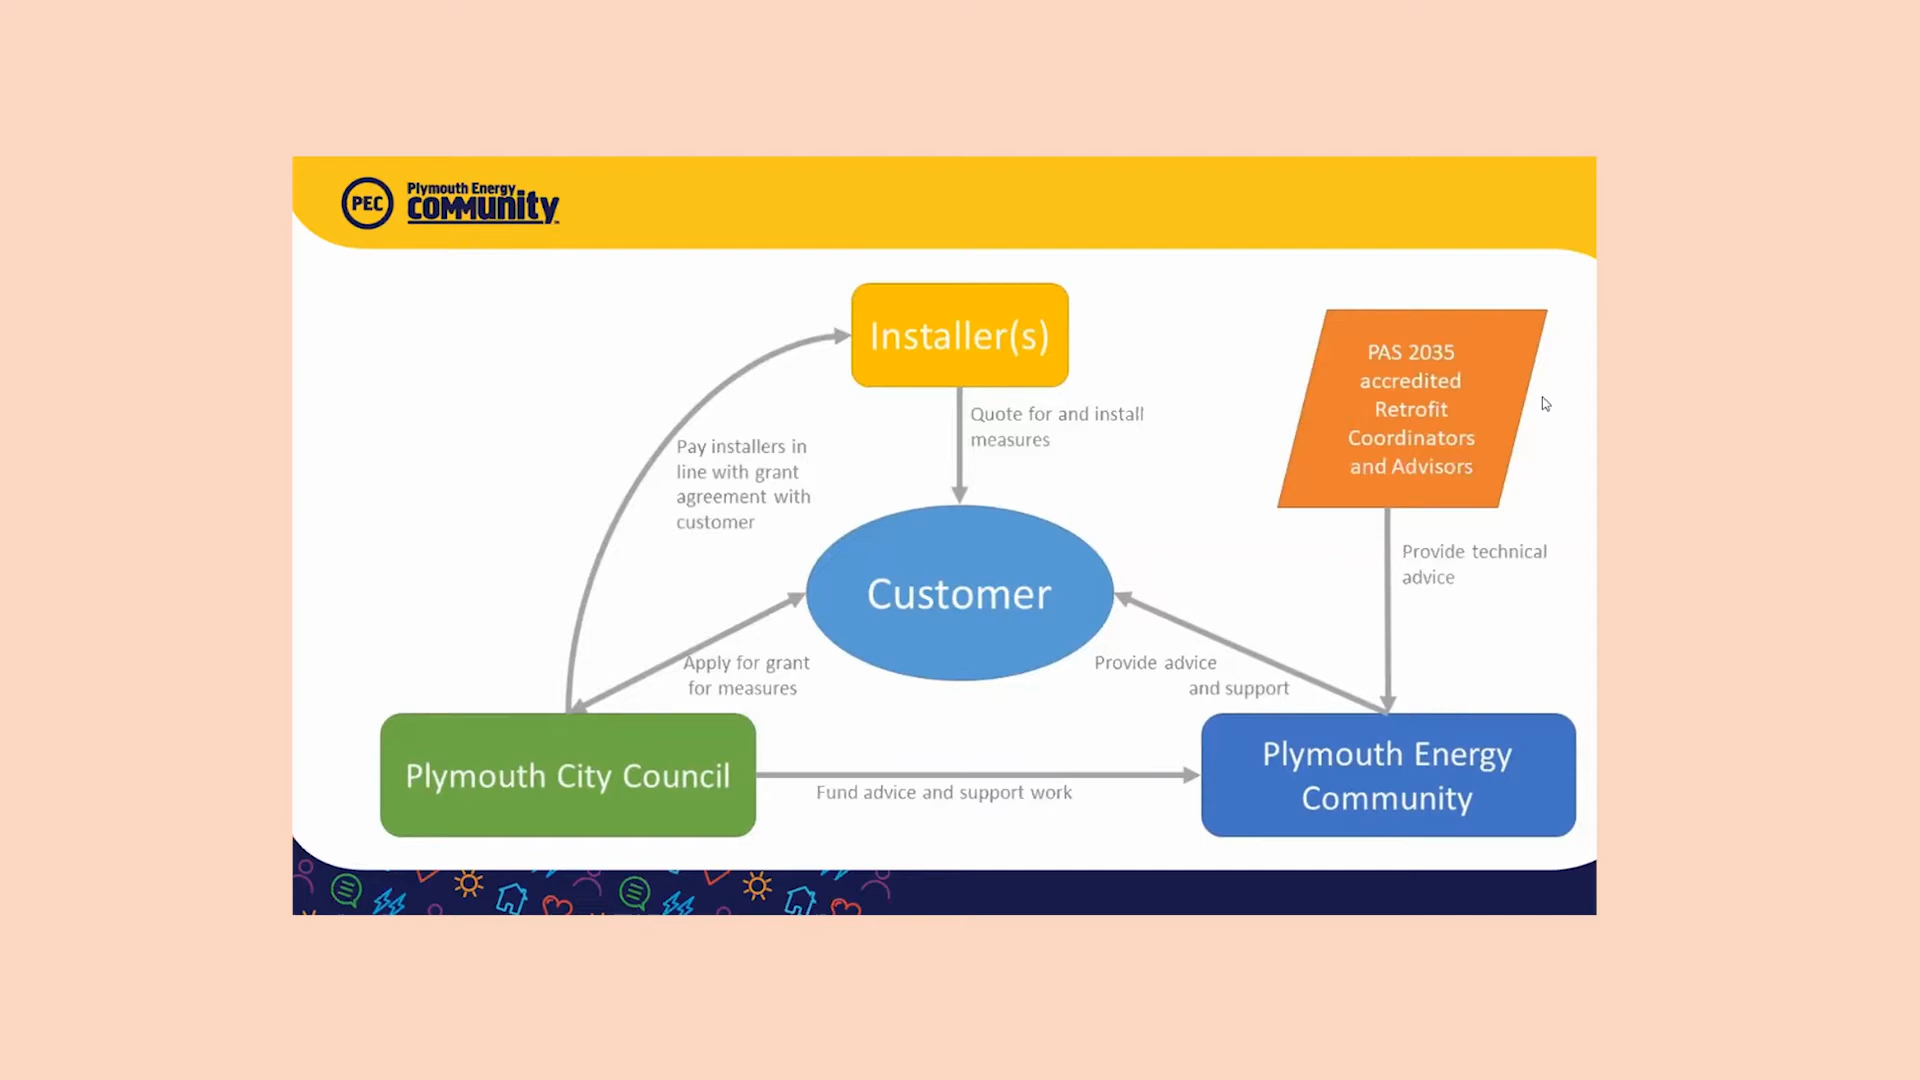 PEC
Plymouth Energy
community
Installer(s)
PAS 2035
accredited
Retrofit
Coordinators
and Advisors
Quote for and install
measures
Pay installers in
line with grant
agreement with
customer
Provide technical
advice
Customer
Apply for grant
for measures
Provide advice
and support
Plymouth City Council
Fund advice and support work
Plymouth Energy
Community